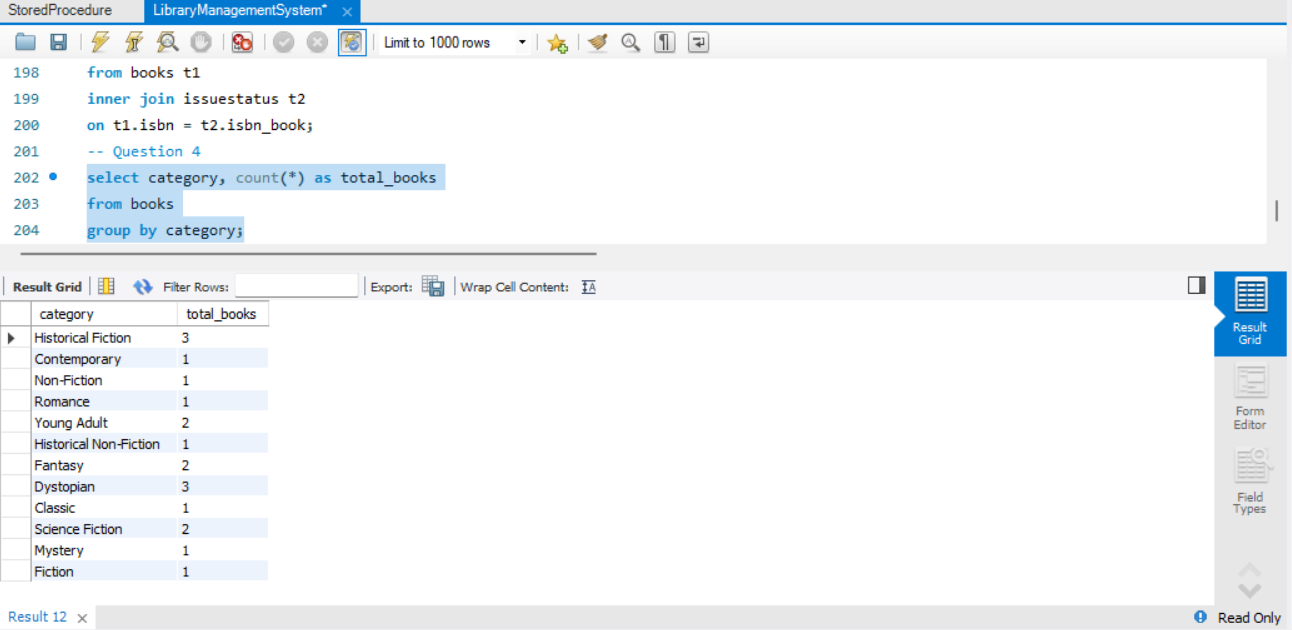 StoredProcedure LibraryManagementSystem* ×
Limit to 1000 rows
198 from books t1
199 inner join issuestatus t2
200 on t1.isbn = t2.isbn_book;
201 -- Question 4
202 select category, count(*) as total_books
203 from books
204 group by category;
Result Grid Filter Rows: Export: Wrap Cell Content: IA
category total_books
Historical Fiction 3
Contemporary 1
Non-Fiction 1
Romance 1
Young Adult 2
Historical Non-Fiction 1
Fantasy 2
Dystopian 3
Classic 1
Science Fiction 2
Mystery 1
Fiction 1
Result
Grid
Form
Editor
Field
Types
Result 12 × Read Only